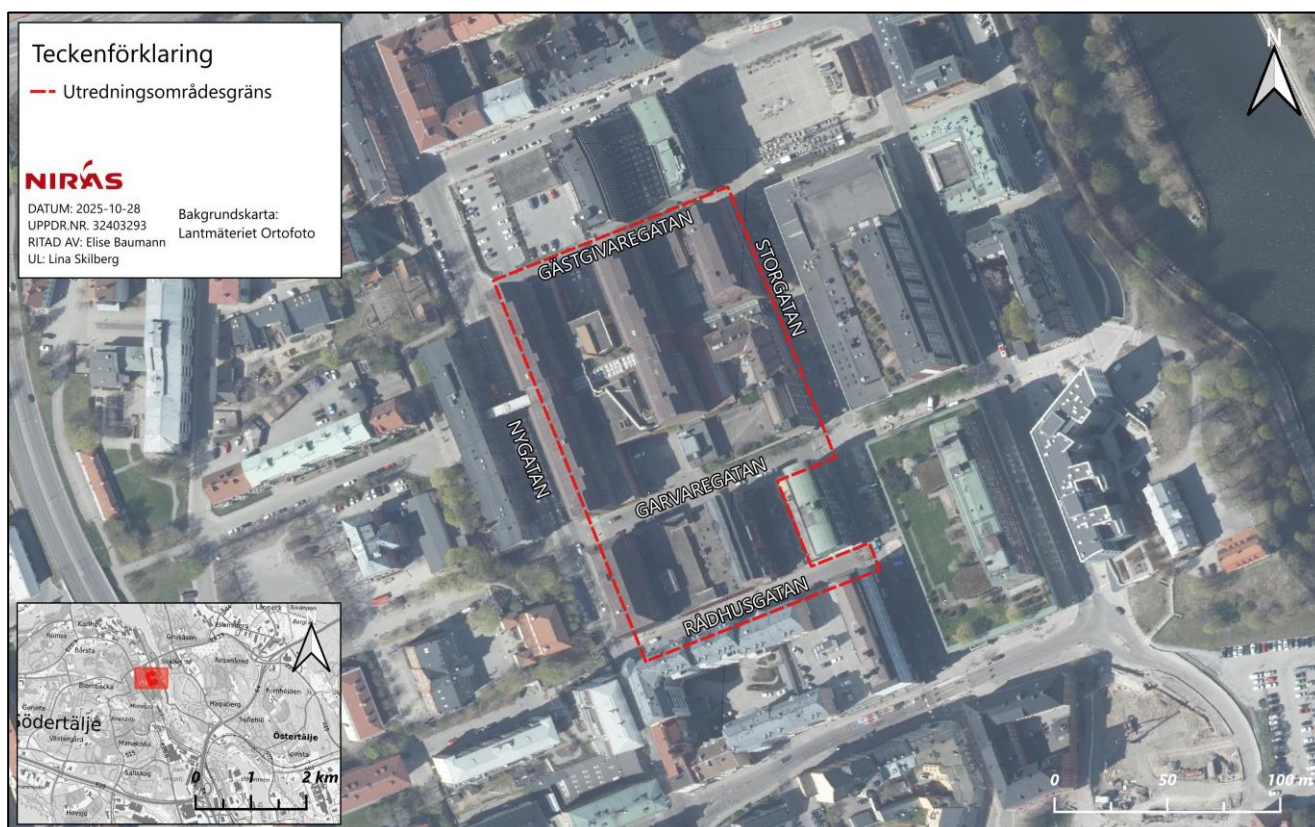 Teckenförklaring
Utredningsområdesgräns
NIRAS
DATUM: 2025-10-28
UPPDR.NR. 32403293
RITAD AV: Elise Baumann
UL: Lina Skilberg
Bakgrundskarta:
Lantmäteriet Ortofoto
N
GÄSTGIVAREGATAN
STORGATAN
NYGATAN
GARVAREGATAN
RÅDHUSGATAN
Södertälje
Östertälje
0 1 2 km
0 50 100 m